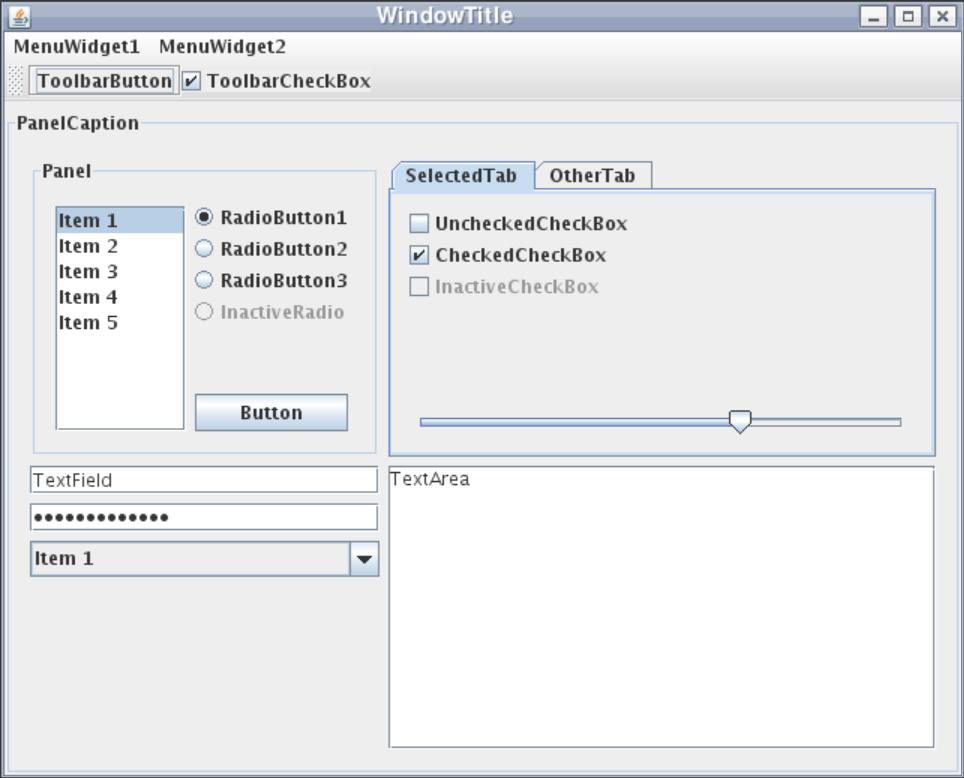 WindowTitle
MenuWidget1 MenuWidget2
ToolbarButton ToolbarCheckBox
PanelCaption
Panel
Item 1
Item 2
Item 3
Item 4
Item 5
RadioButton1
RadioButton2
RadioButton3
InactiveRadio
Button
SelectedTab OtherTab
UncheckedCheckBox
CheckedCheckBox
InactiveCheckBox
TextField
•••••••••••••
Item 1
TextArea